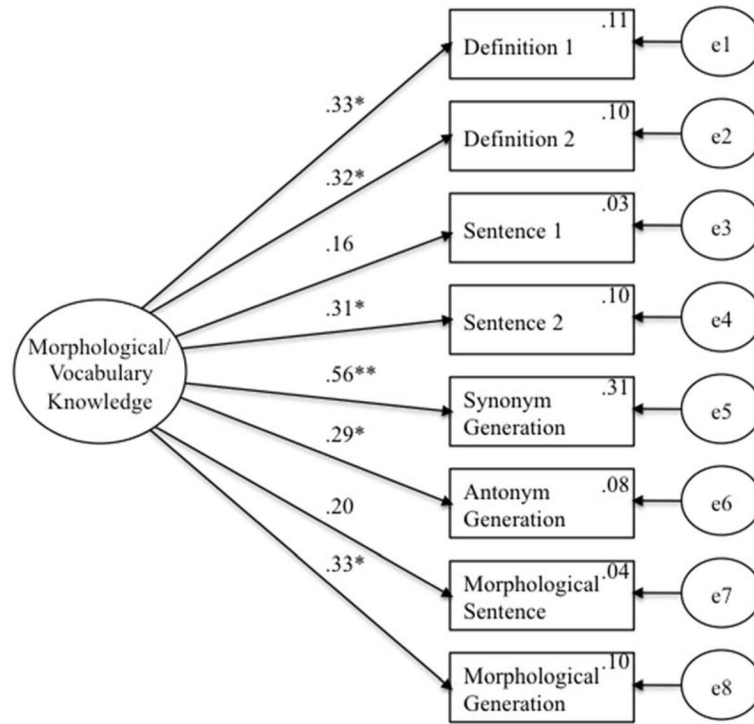 .11
Definition 1
e1
.33*
.10
Definition 2
e2
.32*
.03
Sentence 1
e3
.16
.10
Sentence 2
e4
.31*
Morphological/
Vocabulary
Knowledge
.56**
.31
Synonym
Generation
e5
.29*
.08
Antonym
Generation
e6
.20
.04
Morphological
Sentence
e7
.33*
.10
Morphological
Generation
e8